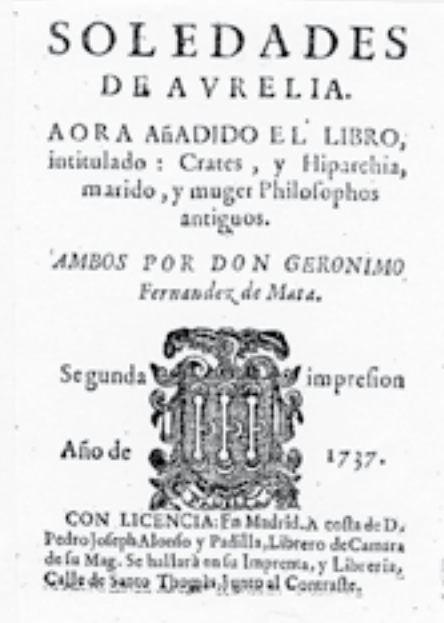 SOLEDADES
DE AVRELIA.
AORA AñADIDO EL LIBRO,
intitulado : Crates , y Hiparchia,
marido , y muger Philosophos
antiguos.
AMBOS POR DON GERONIMO
Fernandez de Mata.
Segunda impresion
Año de 1737.
CON LICENCIA: En Madrid. A costa de D.
Pedro Joseph Alonso y Padilla, Librero de Camara
de su Mag. Se hallarà en su Imprenta, y Libreria,
Calle de Santo Thomàs, Junto al Contraste.